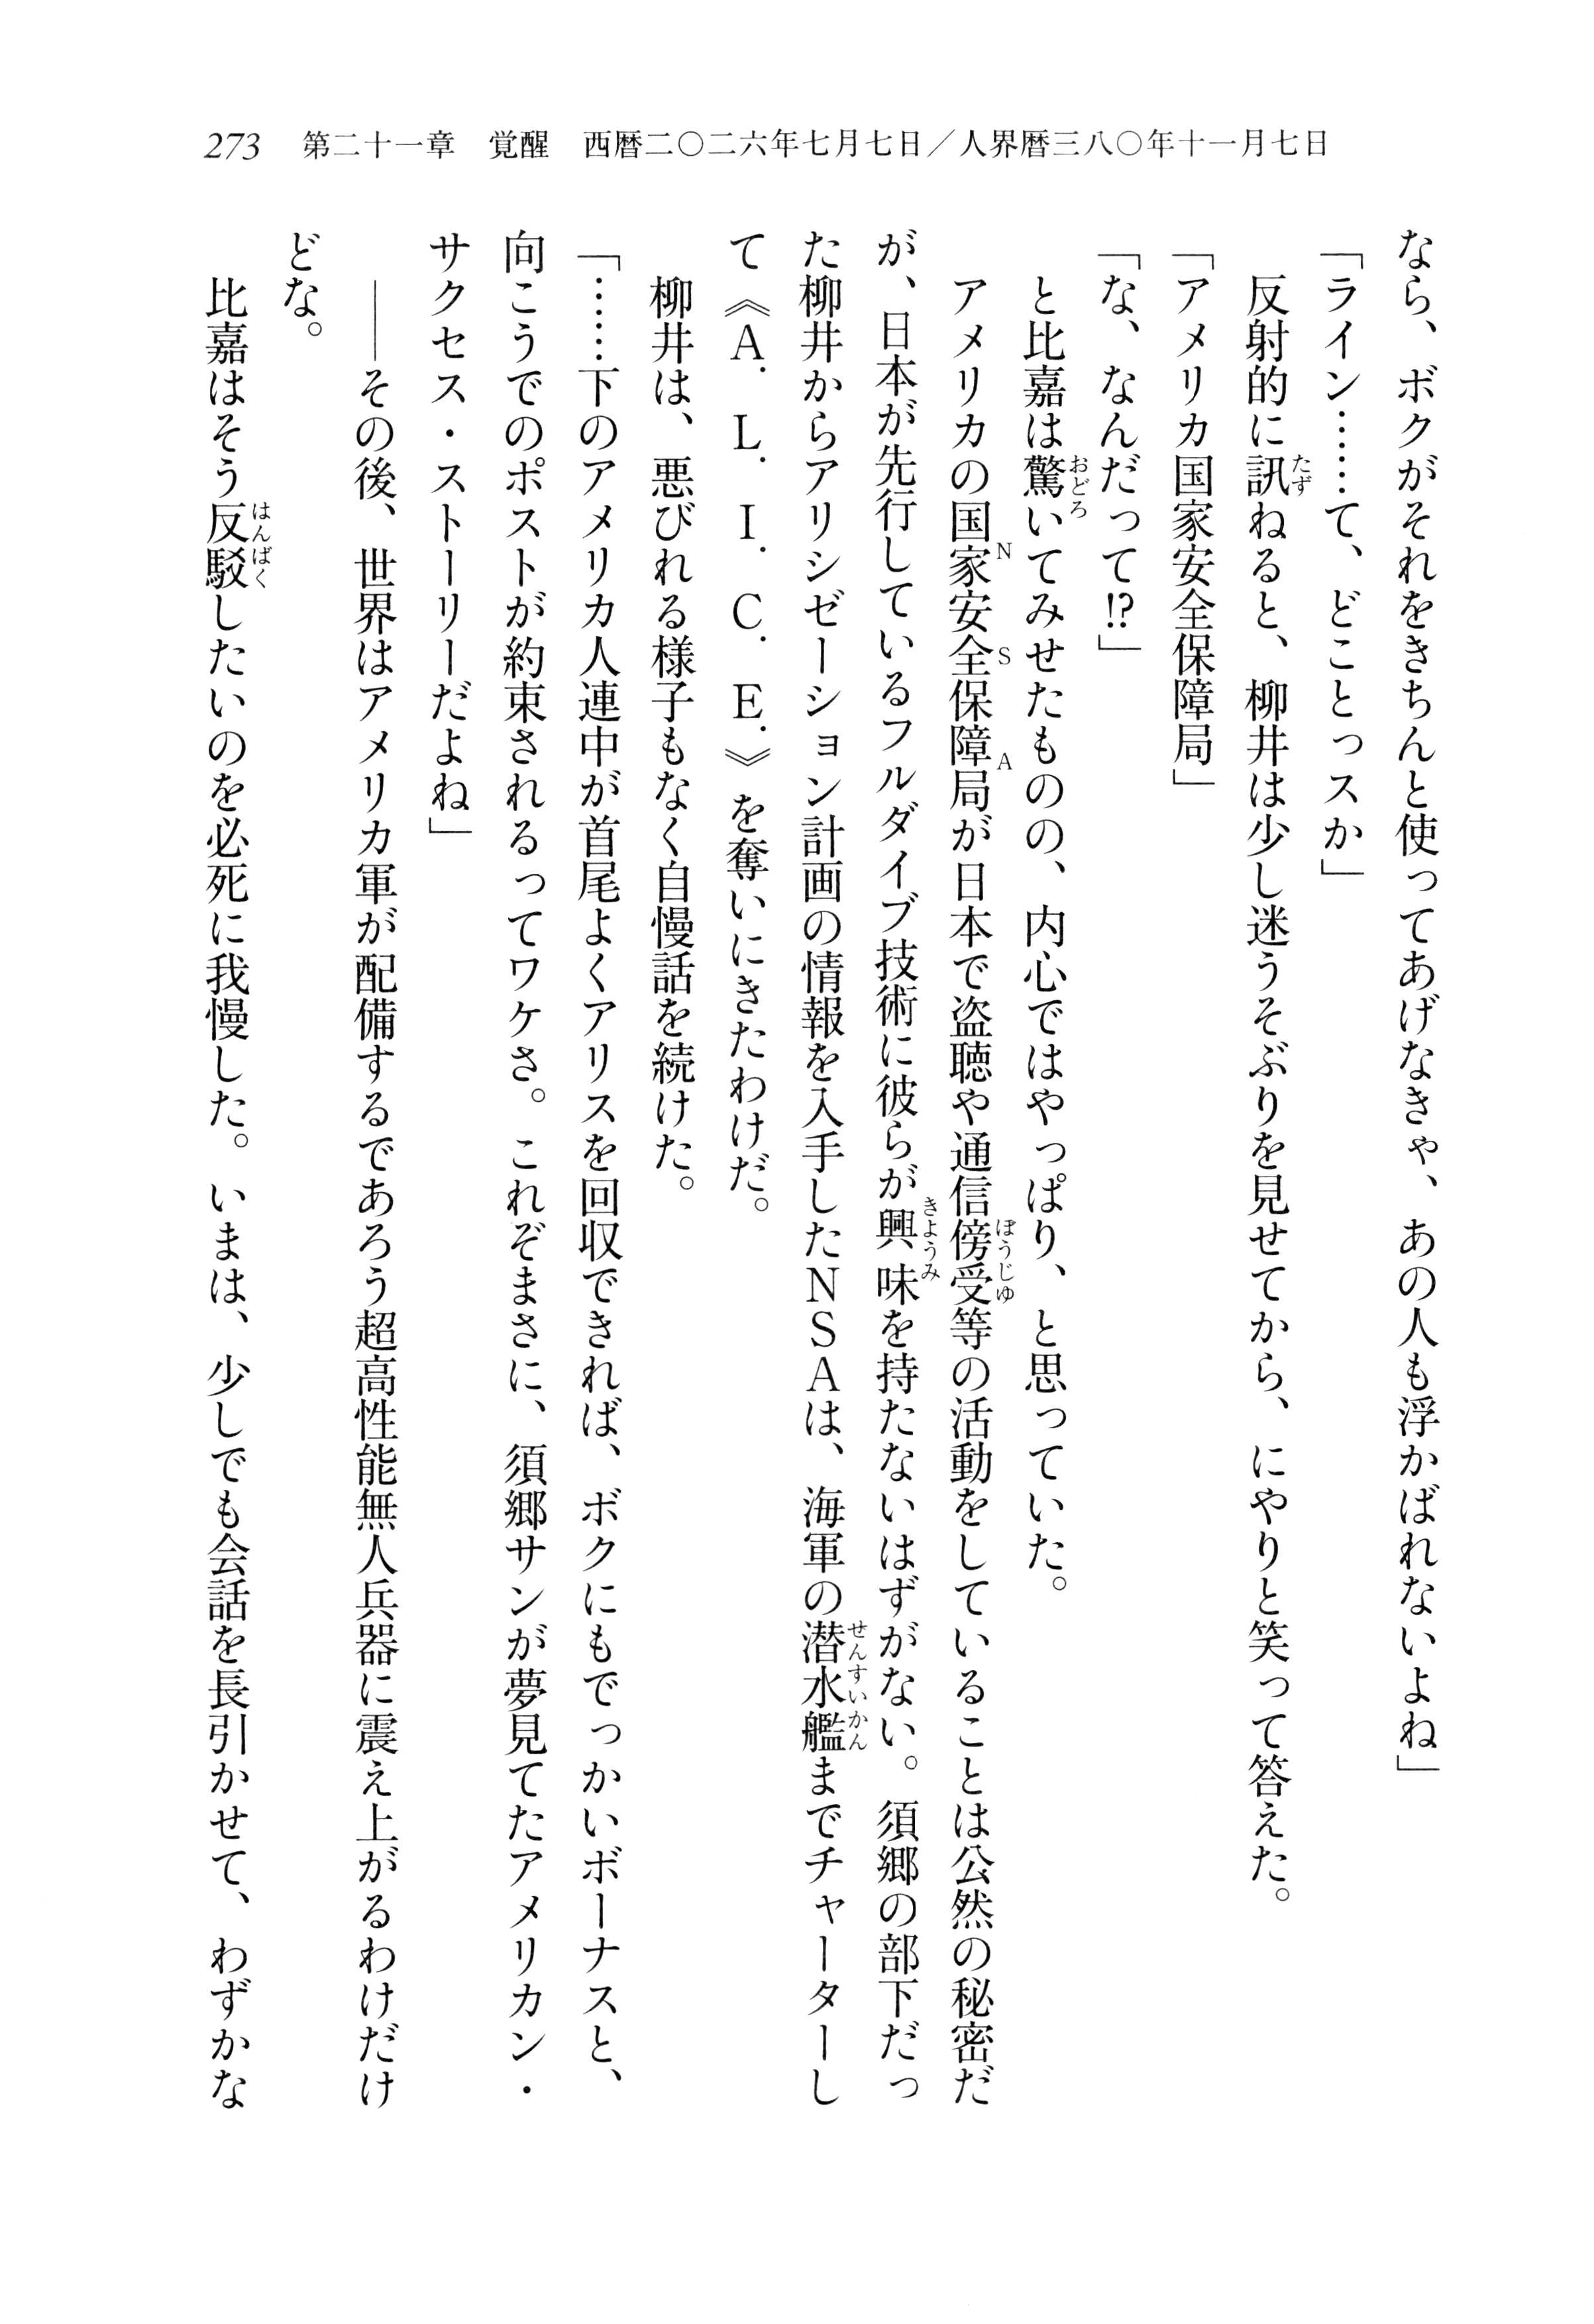 273 第二十一章 覚醒 西暦二〇二六年七月七日／人界暦三八〇年十一月七日
なら、ボクがそれをきちんと使ってあげなきゃ、あの人も浮かばれないよね」
「ライン……て、どことっスか」
反射的に訊ねると、柳井は少し迷うそぶりを見せてから、にやりと笑って答えた。
「アメリカ国家安全保障局」
「な、なんだって⁉」
と比嘉は驚いてみせたものの、内心ではやっぱり、と思っていた。
アメリカの国家安全保障局が日本で盗聴や通信傍受等の活動をしていることは公然の秘密だ
が、日本が先行しているフルダイブ技術に彼らが興味を持たないはずがない。須郷の部下だっ
た柳井からアリシゼーション計画の情報を入手したNSAは、海軍の潜水艦までチャーターし
て《A.L.I.C.E.》を奪いにきたわけだ。
柳井は、悪びれる様子もなく自慢話を続けた。
「……下のアメリカ人連中が首尾よくアリスを回収できれば、ボクにもでっかいボーナスと、
向こうでのポストが約束されるってワケさ。これぞまさに、須郷サンが夢見てたアメリカン・
サクセス・ストーリーだよね」
――その後、世界はアメリカ軍が配備するであろう超高性能無人兵器に震え上がるわけだけ
どな。
比嘉はそう反駁したいのを必死に我慢した。いまは、少しでも会話を長引かせて、わずかな